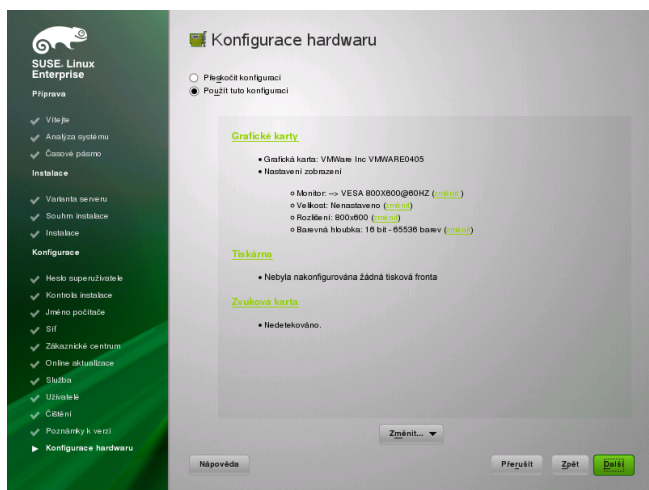 SUSE. Linux
Enterprise
Příprava
Vítejte
Analýza systému
Časové pásmo
Instalace
Varianta serveru
Souhrn instalace
Instalace
Konfigurace
Heslo superuživatele
Kontrola instalace
Jméno počítače
Síť
Zákaznické centrum
Online aktualizace
Služba
Uživatelé
Čištění
Poznámky k verzi
Konfigurace hardwaru
Konfigurace hardwaru
Přeskočit konfiguraci
Použít tuto konfiguraci
Grafické karty
• Grafická karta: VMWare Inc VMWARE0405
• Nastavení zobrazení
Monitor: --> VESA 800X600@60HZ (změnit )
Velikost: Nenastaveno (změnit)
Rozlišení: 800x600 (změnit)
Barevná hloubka: 16 bit - 65536 barev (změnit)
Tiskárna
• Nebyla nakonfigurována žádná tisková fronta
Zvuková karta
• Nedetekováno.
Změnit...
Nápověda
Přerušit
Zpět
Další